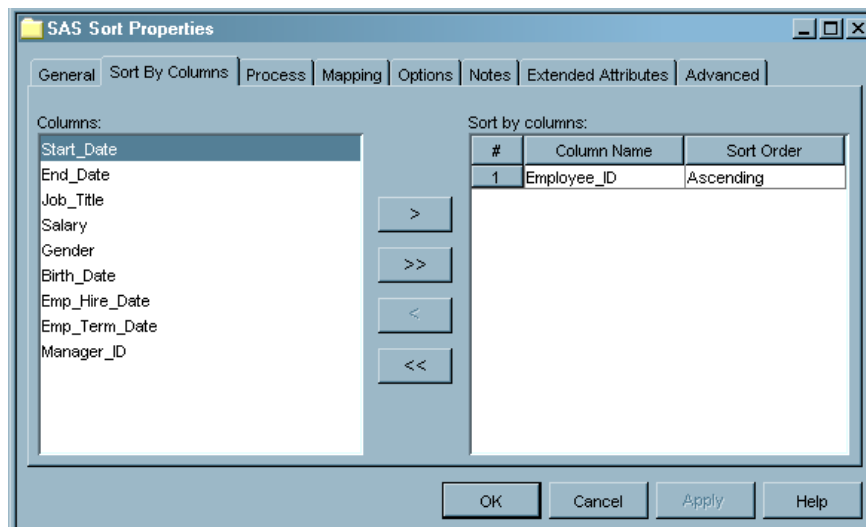 SAS Sort Properties
General Sort By Columns Process Mapping Options Notes Extended Attributes Advanced
Columns:
Start_Date
End_Date
Job_Title
Salary
Gender
Birth_Date
Emp_Hire_Date
Emp_Term_Date
Manager_ID
>
>>
<
<<
Sort by columns:
# Column Name Sort Order
1 Employee_ID Ascending
OK Cancel Apply Help